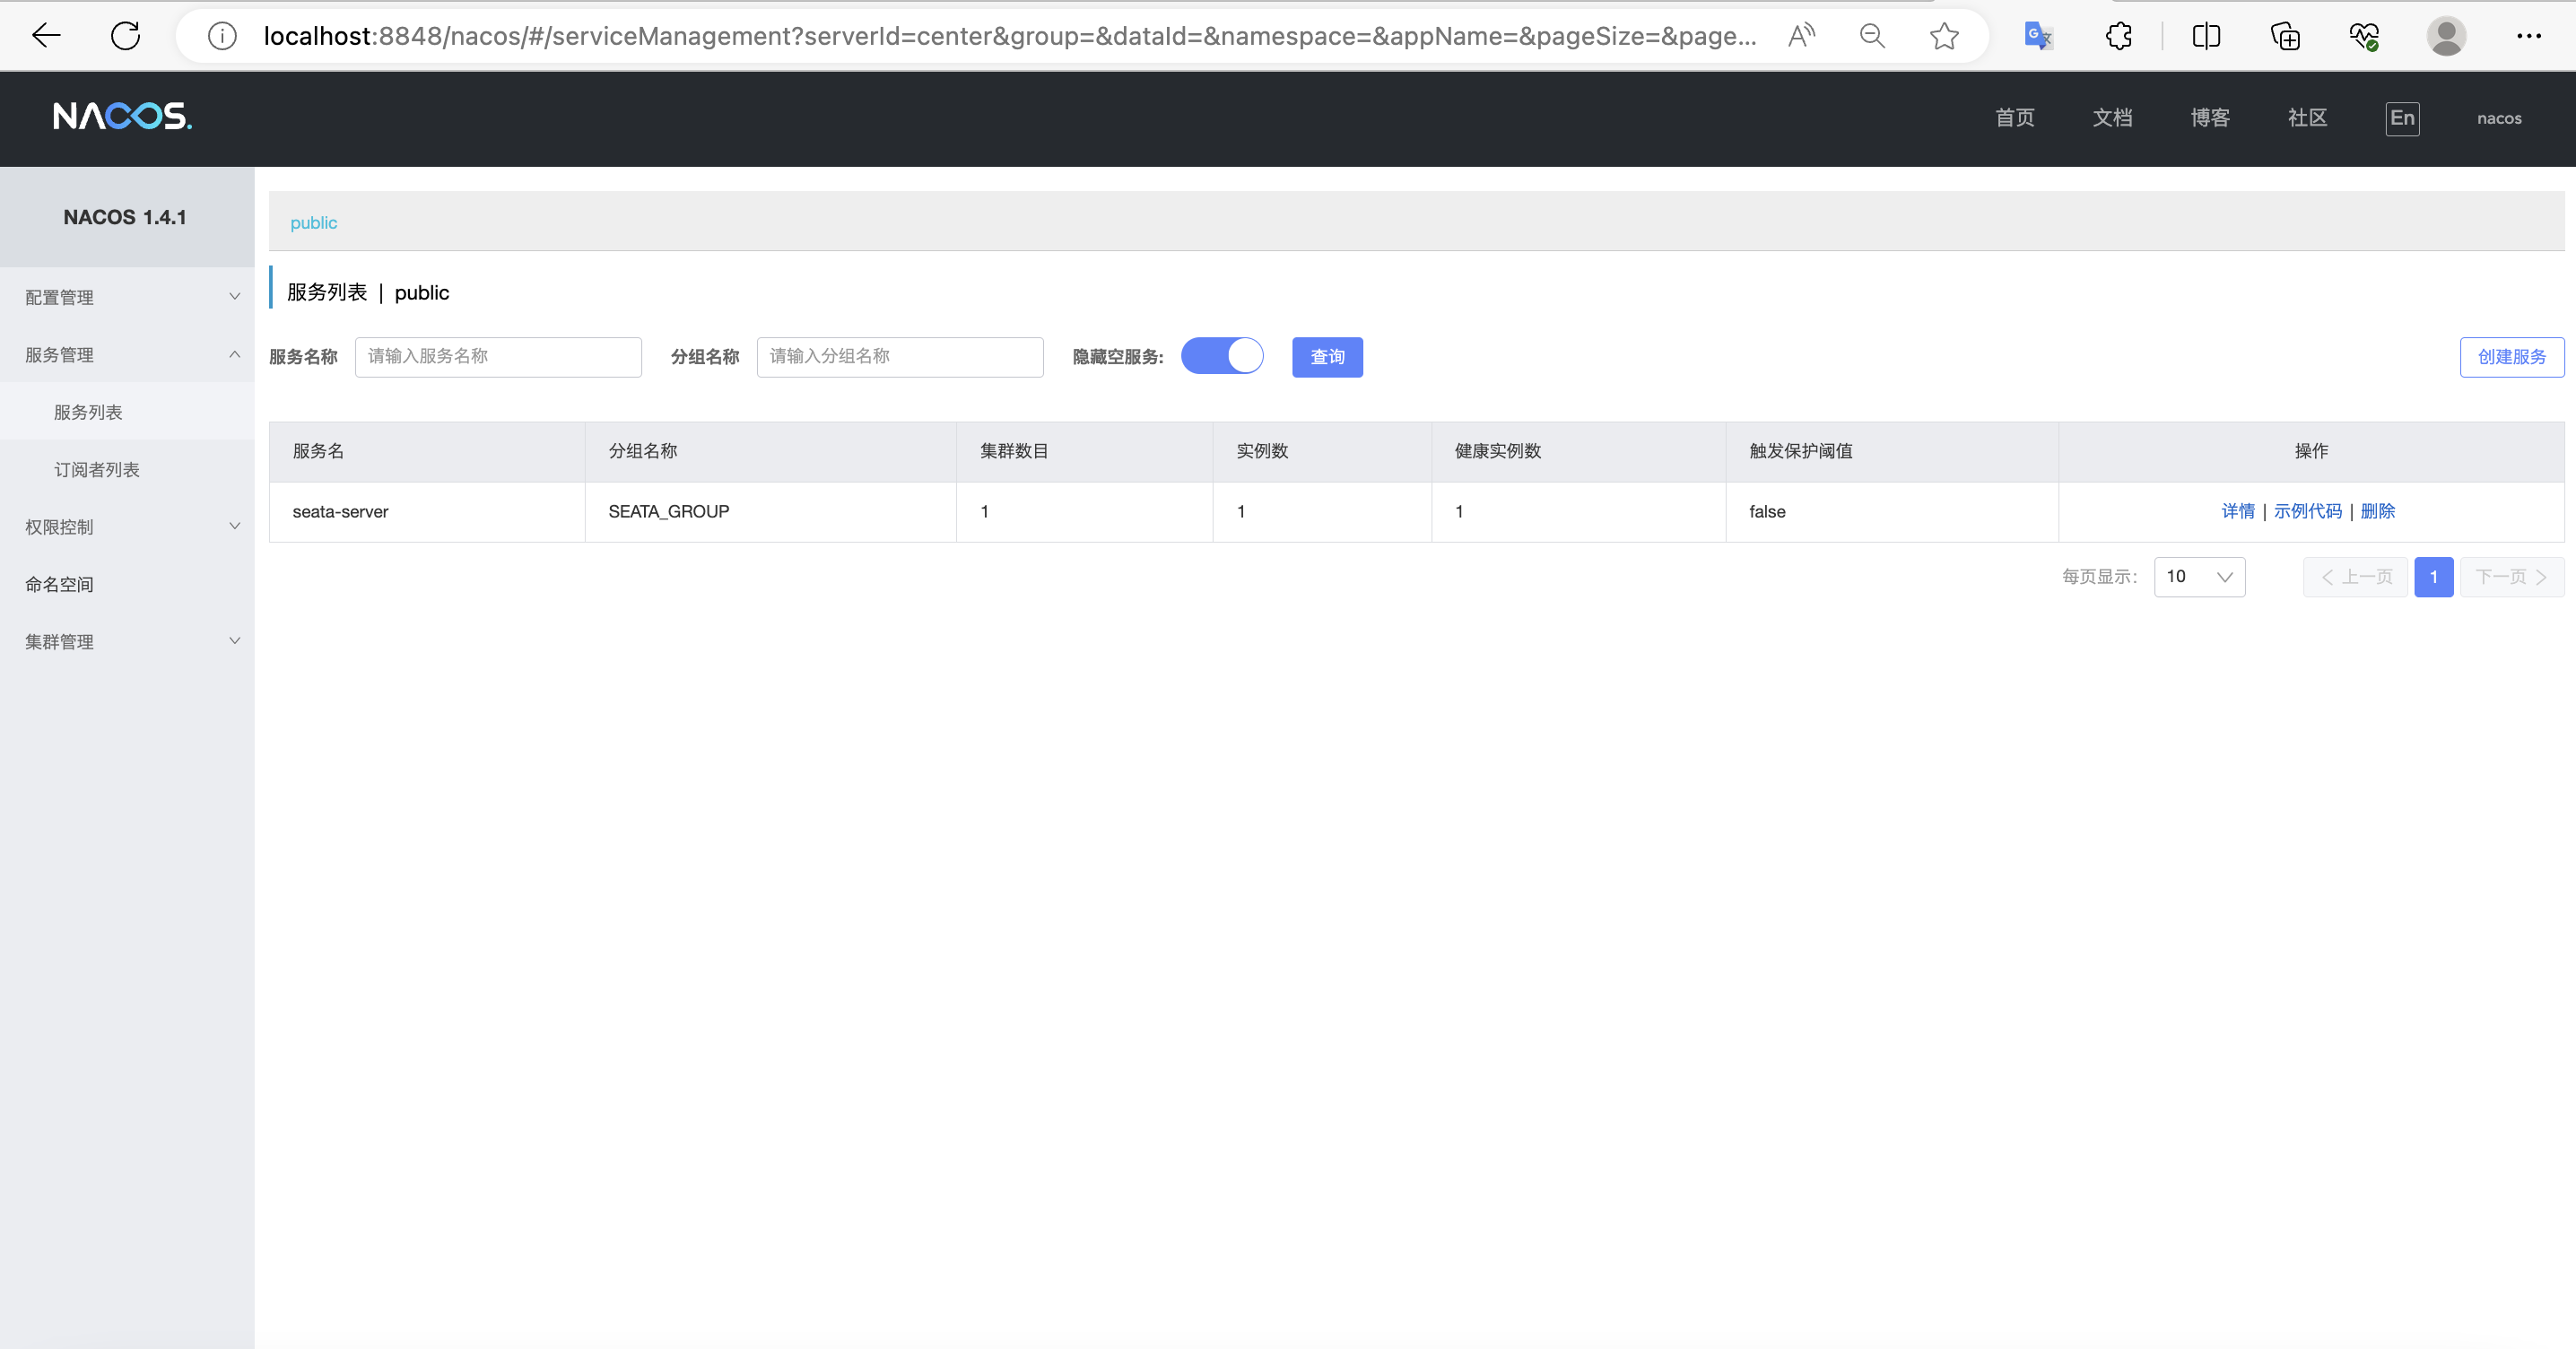 localhost:8848/nacos/#/serviceManagement?serverId=center&group=&dataId=&namespace=&appName=&pageSize=&page...
NACOS.
首页 文档 博客 社区 En nacos
NACOS 1.4.1
配置管理
服务管理
服务列表
订阅者列表
权限控制
命名空间
集群管理
public
服务列表 | public
服务名称 请输入服务名称 分组名称 请输入分组名称 隐藏空服务: 查询 创建服务
服务名 分组名称 集群数目 实例数 健康实例数 触发保护阈值 操作
seata-server SEATA_GROUP 1 1 1 false 详情 | 示例代码 | 删除
每页显示: 10 上一页 1 下一页